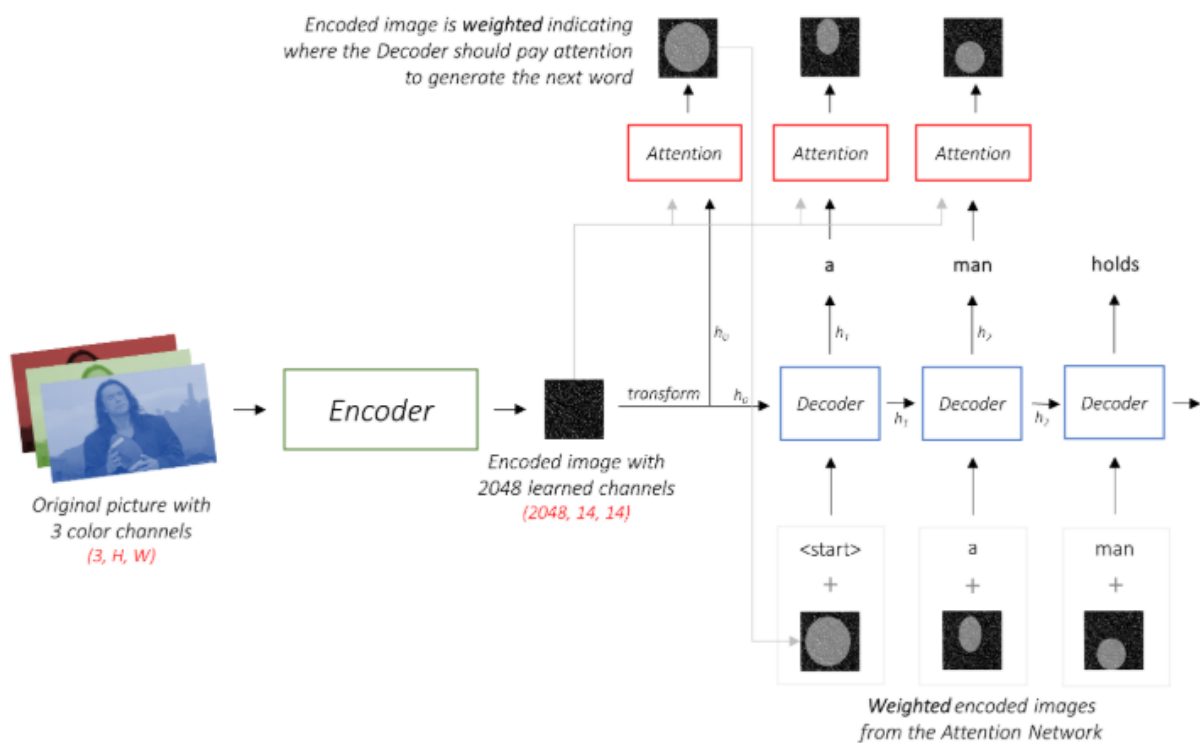 Encoded image is weighted indicating
where the Decoder should pay attention
to generate the next word
Attention
Attention
Attention
a
man
holds
h₀
h₁
h₂
Encoder
transform
h₀
Decoder
h₁
Decoder
h₂
Decoder
Original picture with
3 color channels
(3, H, W)
Encoded image with
2048 learned channels
(2048, 14, 14)
<start>
+
a
+
man
+
Weighted encoded images
from the Attention Network